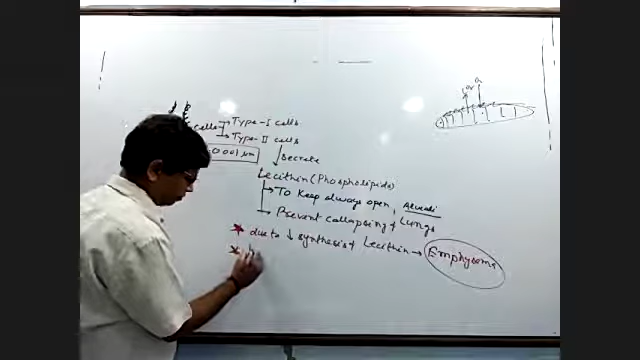 cells Type-I cells
Type-II cells
0.001 μm
Secrete
Lecithin (Phospholipids)
To keep always open, Alveoli
Prevent collapsing of Lungs
* due to ↓ synthesis of Lecithin → Emphysema
*